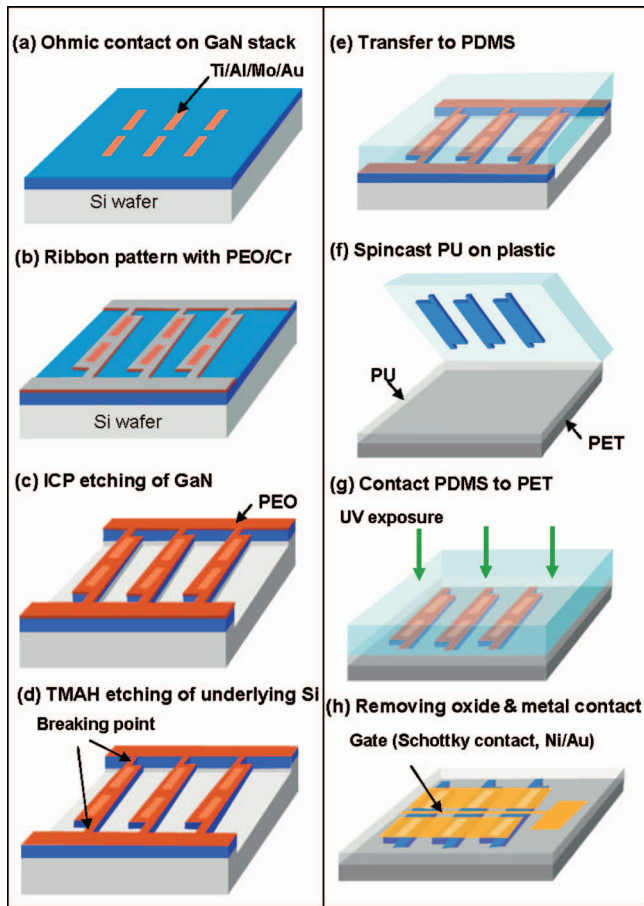 (a) Ohmic contact on GaN stack
Ti/Al/Mo/Au
Si wafer
(b) Ribbon pattern with PEO/Cr
Si wafer
(c) ICP etching of GaN
PEO
(d) TMAH etching of underlying Si
Breaking point
(e) Transfer to PDMS
(f) Spincast PU on plastic
PU
PET
(g) Contact PDMS to PET
UV exposure
(h) Removing oxide & metal contact
Gate (Schottky contact, Ni/Au)